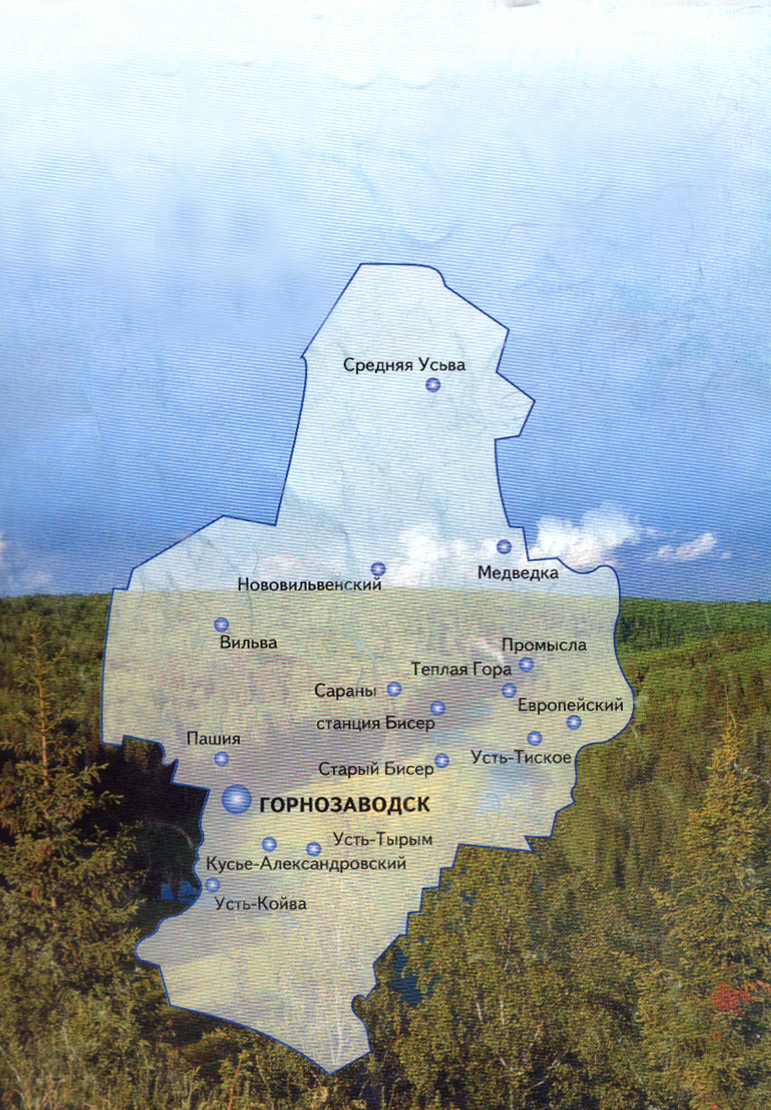 Средняя Усьва
Медведка
Нововильвенский
Вильва
Промысла
Теплая Гора
Сараны
Европейский
станция Бисер
Пашия
Усть-Тиское
Старый Бисер
ГОРНОЗАВОДСК
Усть-Тырым
Кусье-Александровский
Усть-Койва